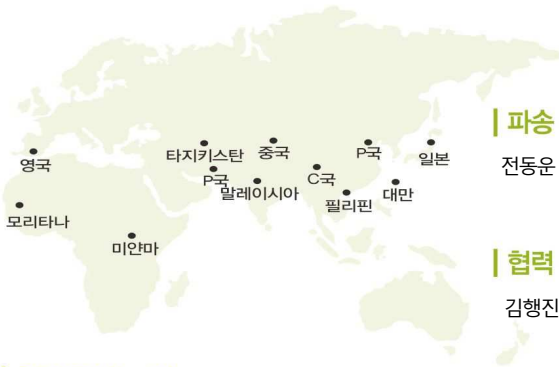 파송
전동운
영국
타지키스탄
중국
P국
일본
P국
말레이시아
C국
필리핀
대만
모리타나
미얀마
협력
김행진